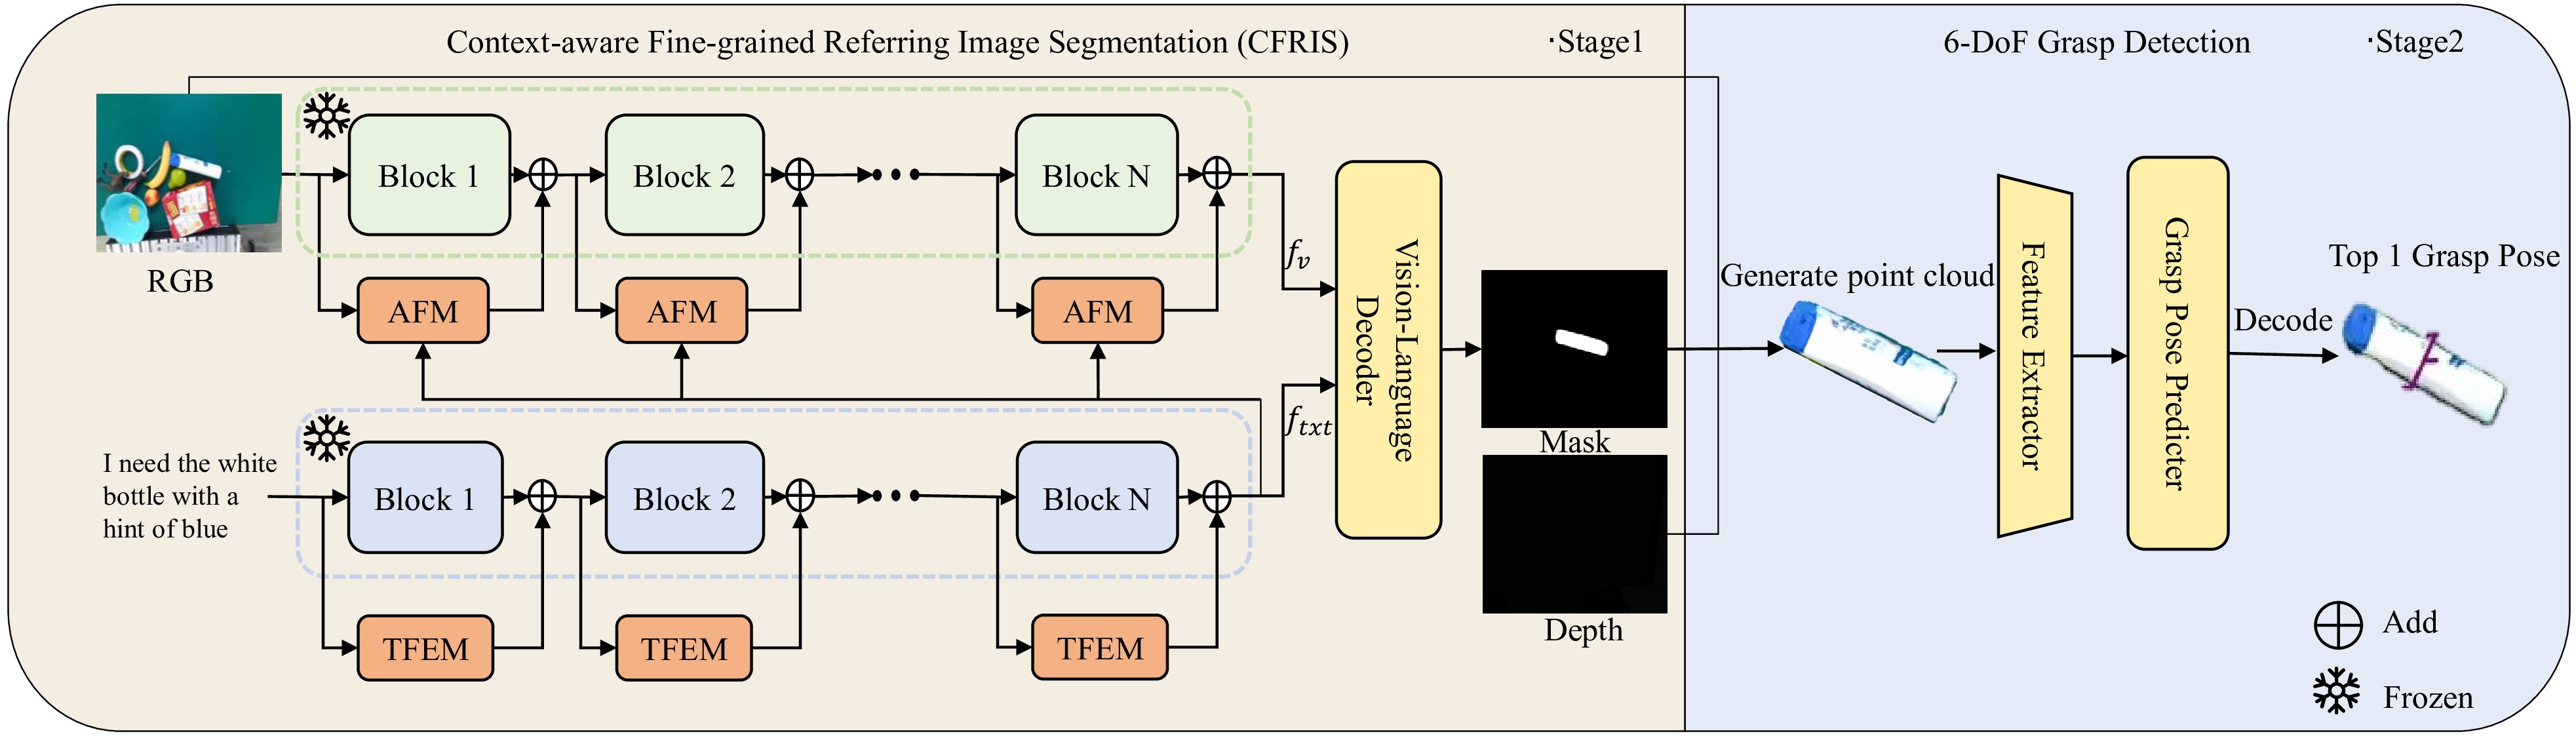 Context-aware Fine-grained Referring Image Segmentation (CFRIS)
·Stage1
6-DoF Grasp Detection
·Stage2
RGB
Block 1
Block 2
Block N
AFM
AFM
AFM
f_v
Vision-Language
Decoder
f_txt
I need the white
bottle with a
hint of blue
Block 1
Block 2
Block N
TFEM
TFEM
TFEM
Mask
Depth
Generate point cloud
Feature Extractor
Grasp Pose Predicter
Decode
Top 1 Grasp Pose
Add
Frozen